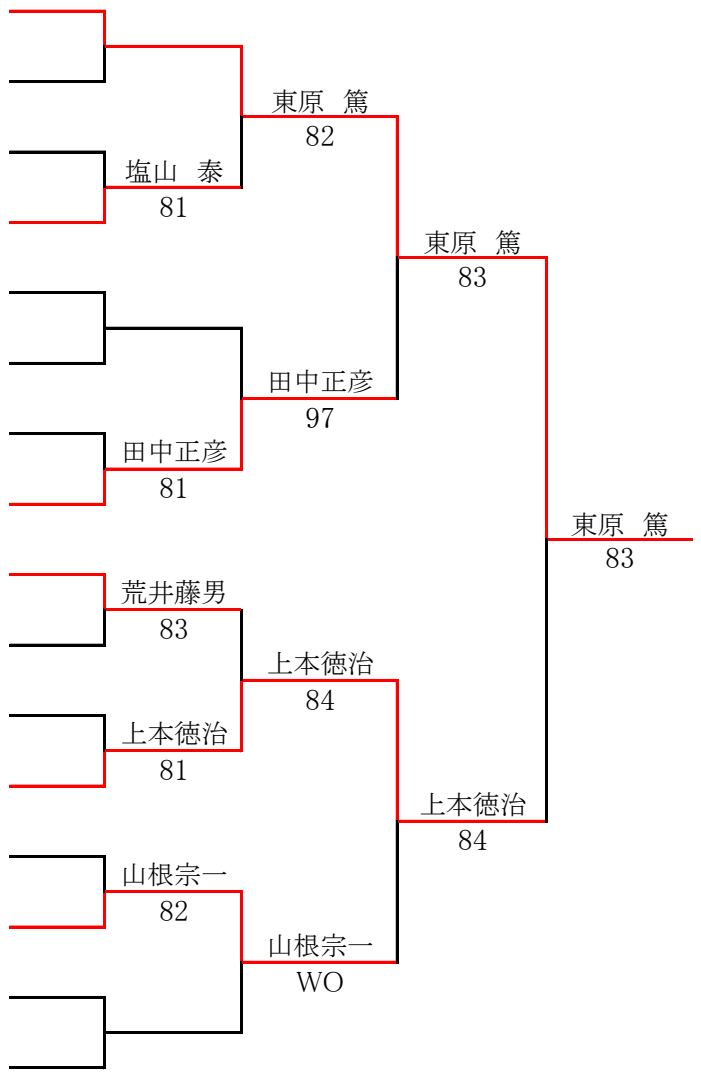 東原　篤
82
塩山　泰
81
東原　篤
83
田中正彦
97
田中正彦
81
東原　篤
83
荒井藤男
83
上本徳治
84
上本徳治
81
上本徳治
84
山根宗一
82
山根宗一
WO